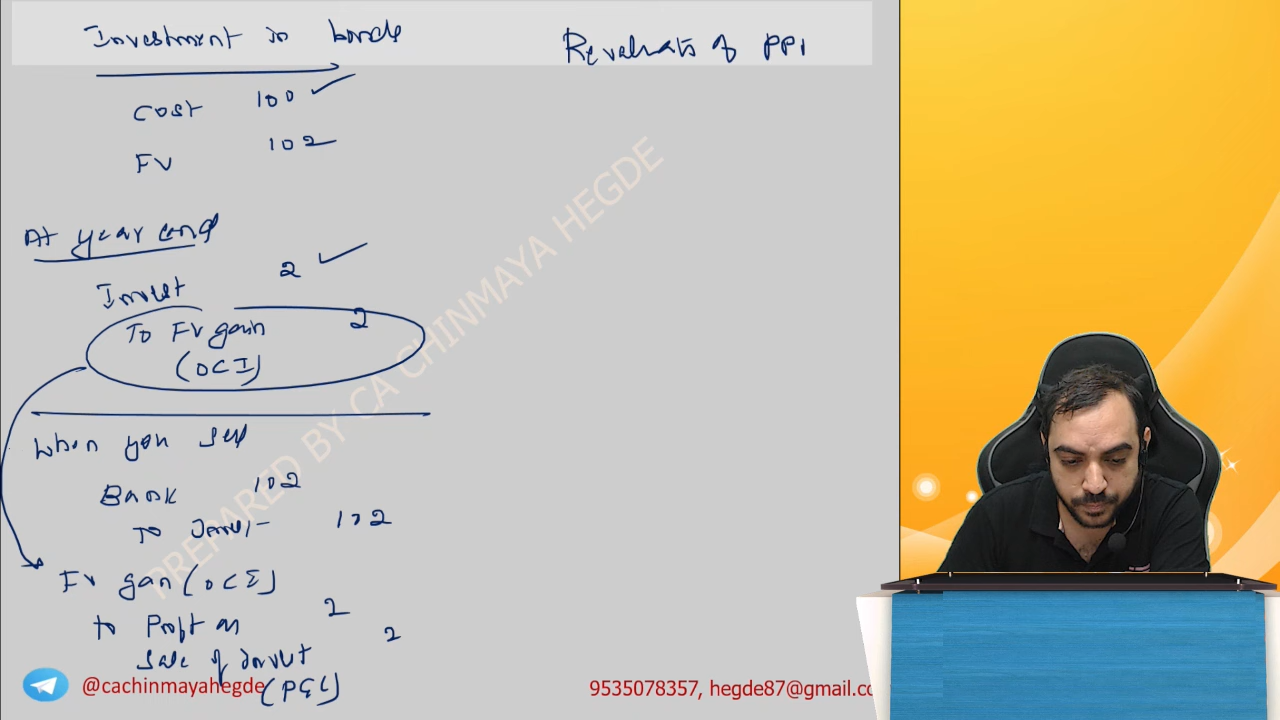 Investment in bonds
Cost 100
FV 102
At year end
Invest 2
To FV gain 2
(OCI)
When you sell
Bank 102
To Invst 102
FV gain (OCI) 2
to Profit on 2
sale of invest
(P&L)
Revaluatn of PPE
PREPARED BY CA CHINMAYA HEGDE
@cachinmayahegde
9535078357, hegde87@gmail.co